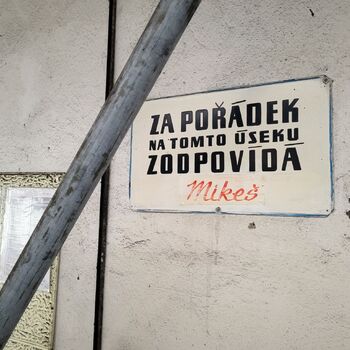 ZA POŘÁDEK
NA TOMTO ÚSEKU
ZODPOVÍDÁ
Mikeš